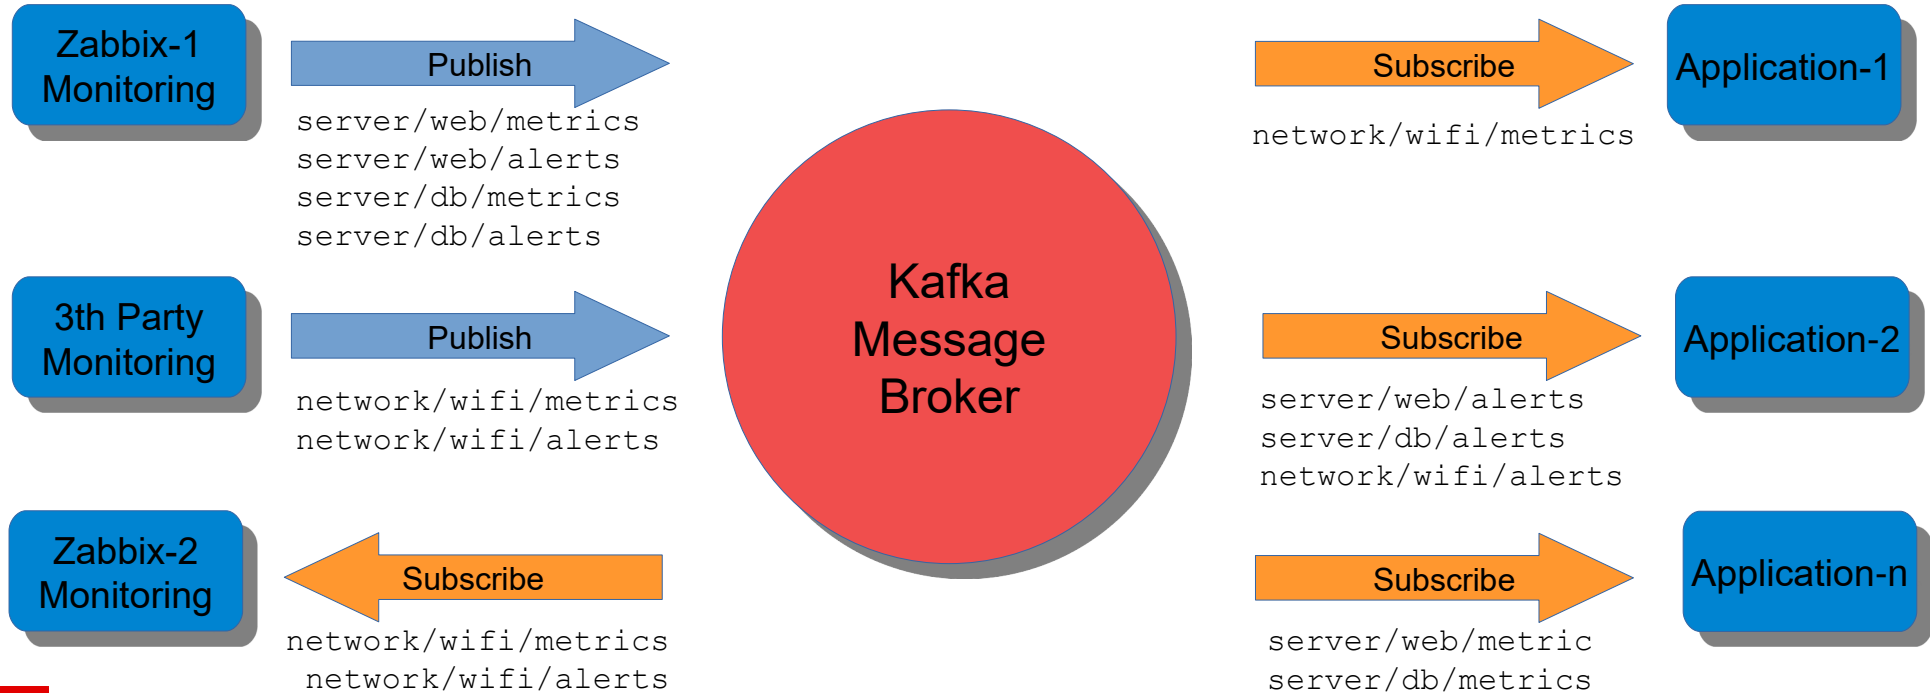 Zabbix-1
Monitoring
Publish
server/web/metrics
server/web/alerts
server/db/metrics
server/db/alerts
3th Party
Monitoring
Publish
network/wifi/metrics
network/wifi/alerts
Zabbix-2
Monitoring
Subscribe
network/wifi/metrics
network/wifi/alerts
Kafka
Message
Broker
Subscribe
network/wifi/metrics
Application-1
Subscribe
server/web/alerts
server/db/alerts
network/wifi/alerts
Application-2
Subscribe
server/web/metric
server/db/metrics
Application-n